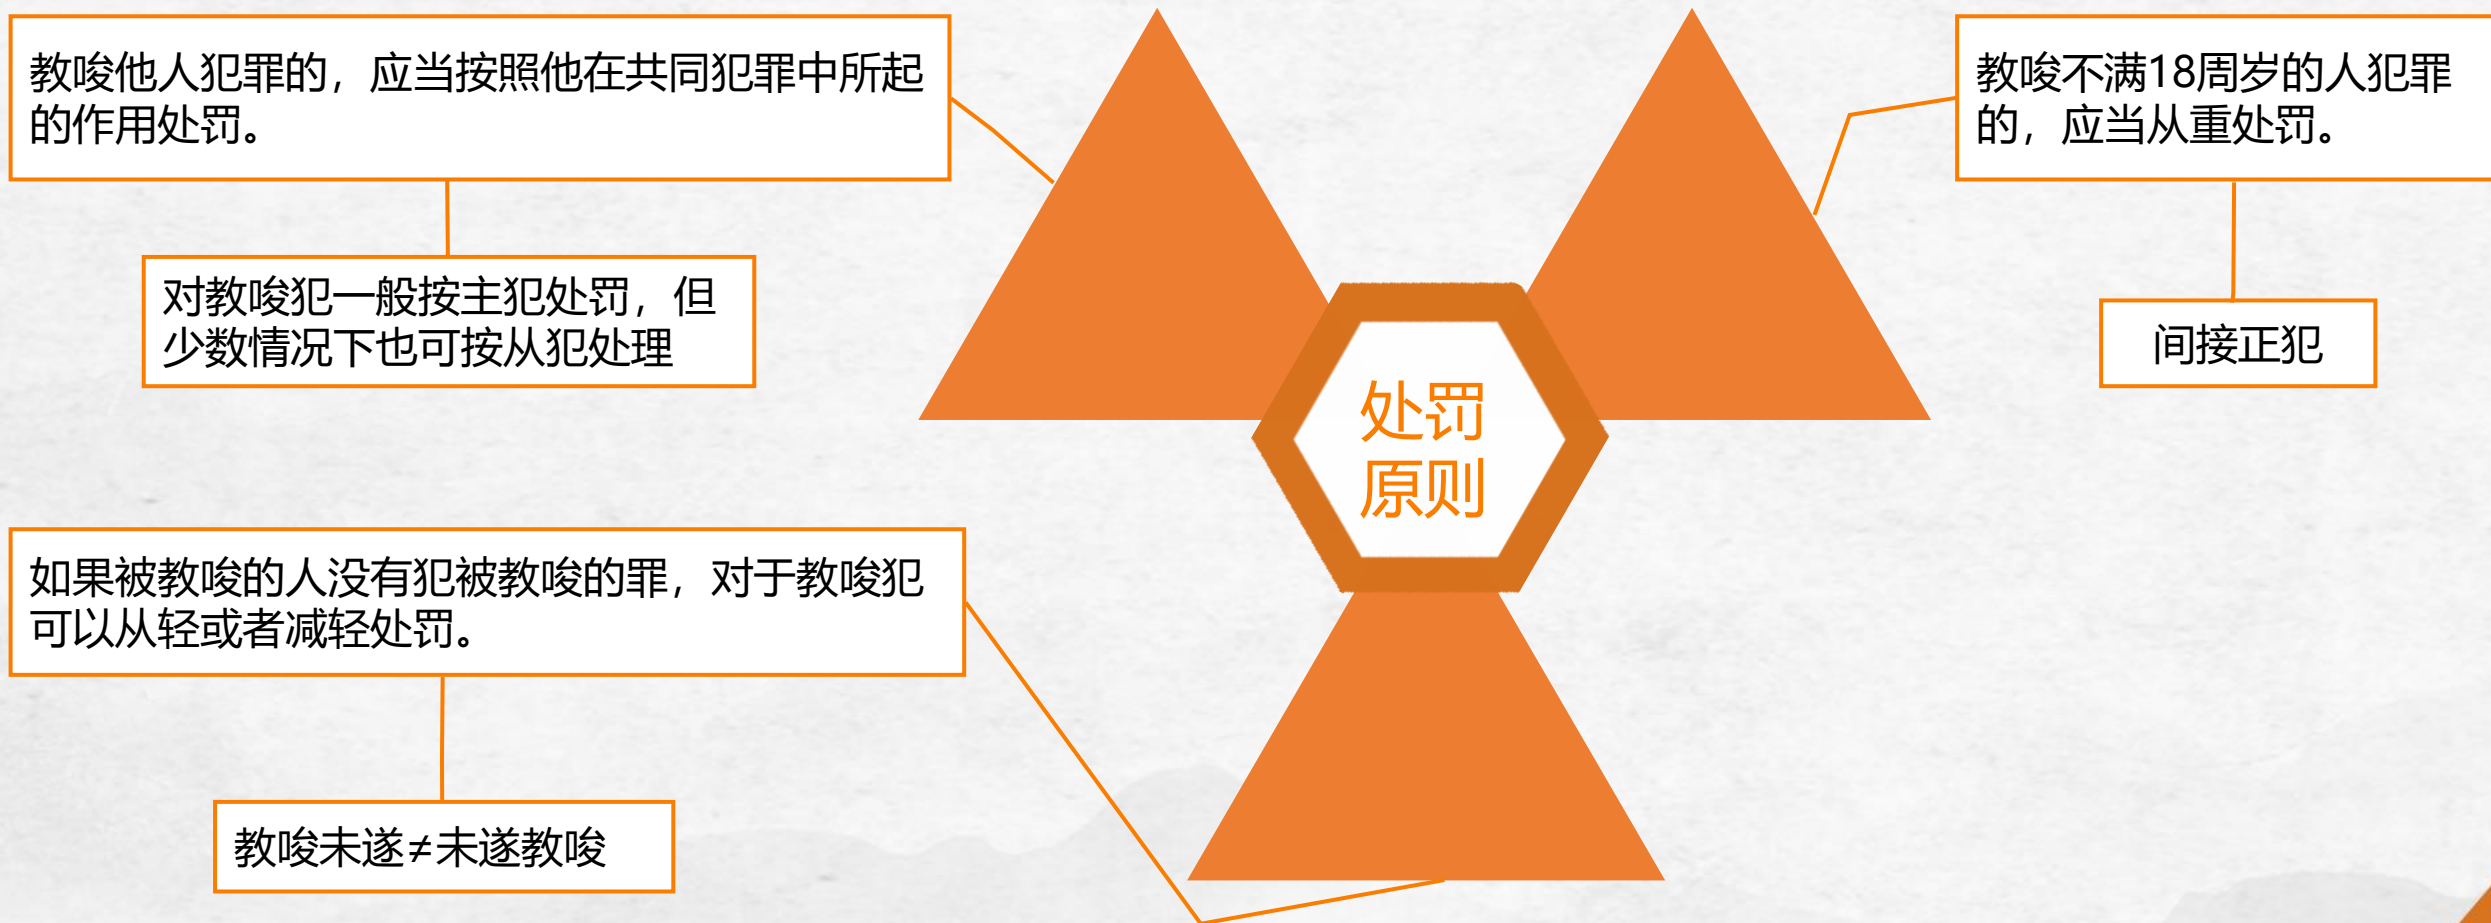 教唆他人犯罪的，应当按照他在共同犯罪中所起
的作用处罚。
对教唆犯一般按主犯处罚，但
少数情况下也可按从犯处理
教唆不满18周岁的人犯罪
的，应当从重处罚。
间接正犯
处罚
原则
如果被教唆的人没有犯被教唆的罪，对于教唆犯
可以从轻或者减轻处罚。
教唆未遂≠未遂教唆